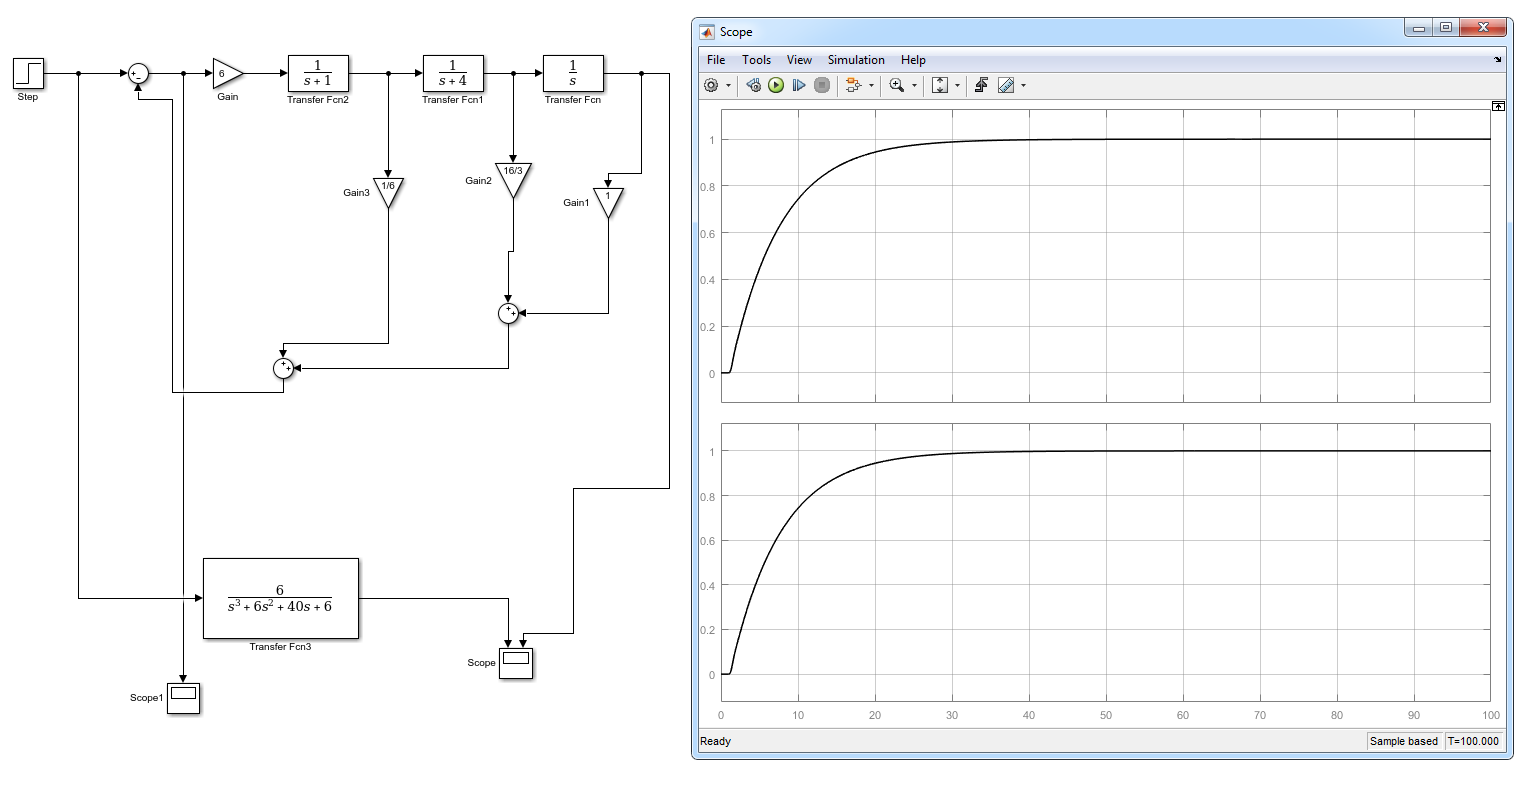 Step
+
−
6
Gain
1
s + 1
Transfer Fcn2
1
s + 4
Transfer Fcn1
1
s
Transfer Fcn
1/6
Gain3
16/3
Gain2
1
Gain1
+
+
+
+
6
s³ + 6s² + 40s + 6
Transfer Fcn3
Scope
Scope1
Scope
File Tools View Simulation Help
1
0.8
0.6
0.4
0.2
0
1
0.8
0.6
0.4
0.2
0
0 10 20 30 40 50 60 70 80 90 100
Ready Sample based T=100.000